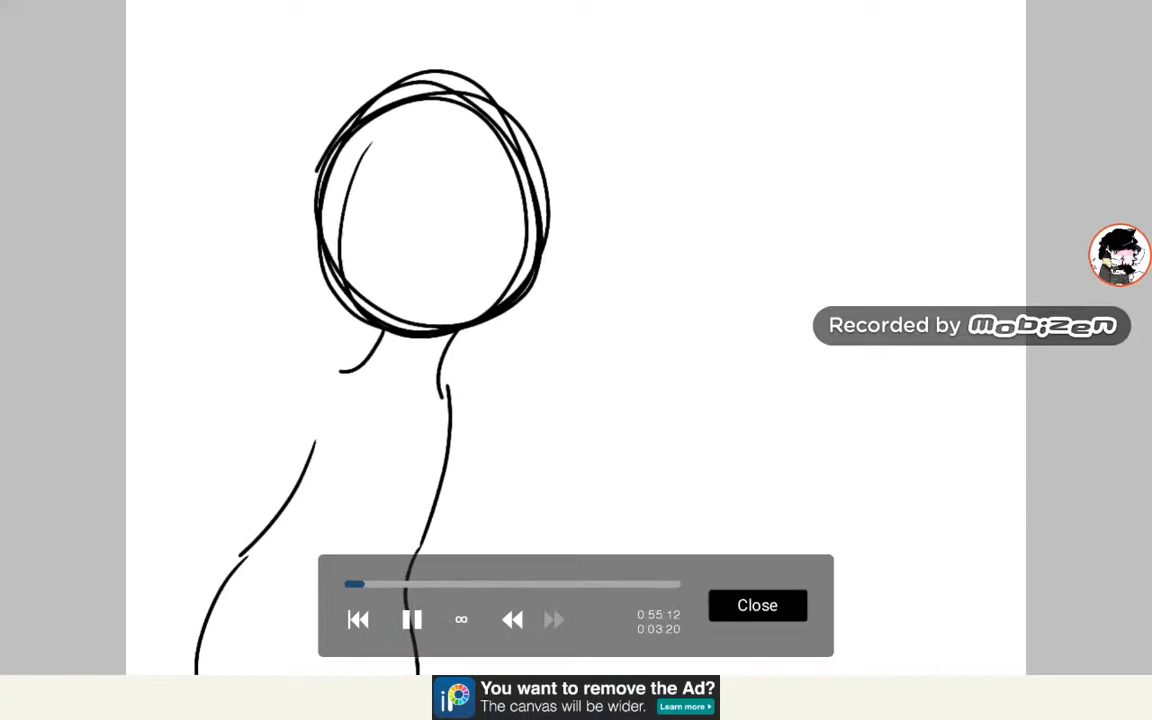 Recorded by mobizen
∞
0:55:12
0:03:20
Close
iP
You want to remove the Ad?
The canvas will be wider.
Learn more